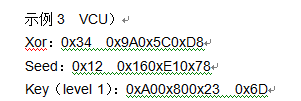 示例 3 VCU）
Xor：0x34 0x9A0x5C0xD8
Seed：0x12 0x160xE10x78
Key（level 1）：0xA00x800x23 0x6D